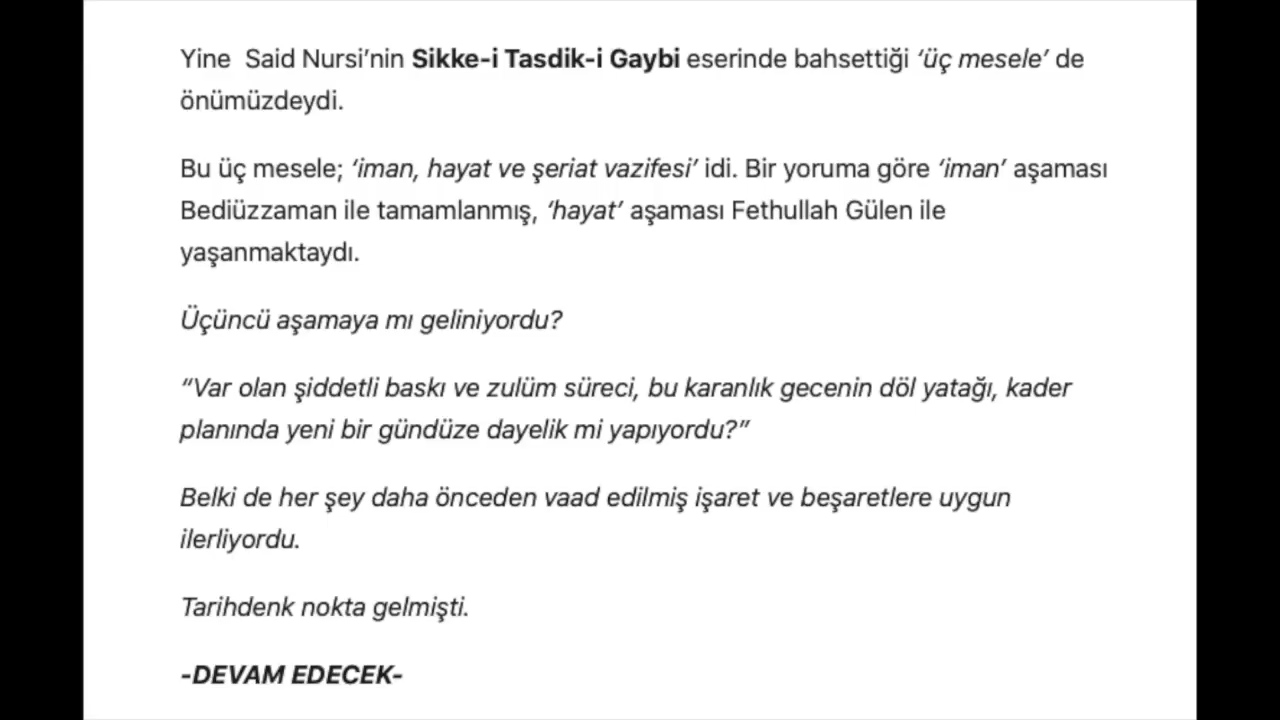 Yine  Said Nursi’nin Sikke-i Tasdik-i Gaybi eserinde bahsettiği ‘üç mesele’ de
önümüzdeydi.
Bu üç mesele; ‘iman, hayat ve şeriat vazifesi’ idi. Bir yoruma göre ‘iman’ aşaması
Bediüzzaman ile tamamlanmış, ‘hayat’ aşaması Fethullah Gülen ile
yaşanmaktaydı.
Üçüncü aşamaya mı geliniyordu?
“Var olan şiddetli baskı ve zulüm süreci, bu karanlık gecenin döl yatağı, kader
planında yeni bir gündüze dayelik mi yapıyordu?”
Belki de her şey daha önceden vaad edilmiş işaret ve beşaretlere uygun
ilerliyordu.
Tarihdenk nokta gelmişti.
-DEVAM EDECEK-